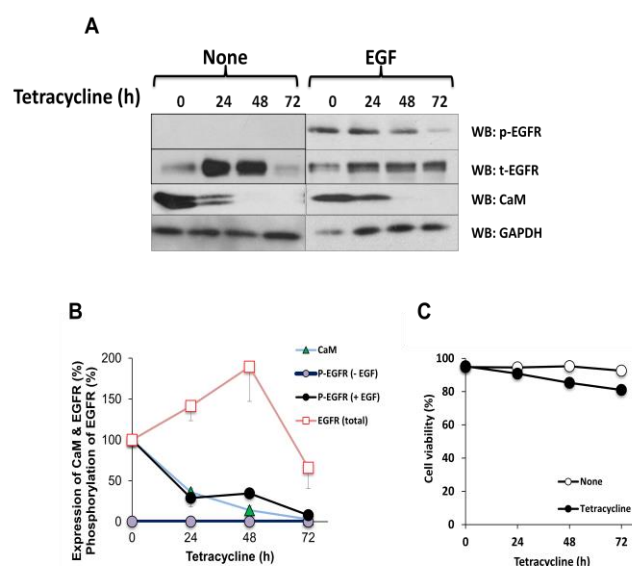 A
None EGF
Tetracycline (h) 0 24 48 72 0 24 48 72
WB: p-EGFR
WB: t-EGFR
WB: CaM
WB: GAPDH
B
Expression of CaM & EGFR (%)
Phosphorylation of EGFR (%)
200
150
100
50
0
0 24 48 72
Tetracycline (h)
CaM
P-EGFR (- EGF)
P-EGFR (+ EGF)
EGFR (total)
C
Cell viability (%)
100
80
60
40
20
0
None
Tetracycline
0 24 48 72
Tetracycline (h)